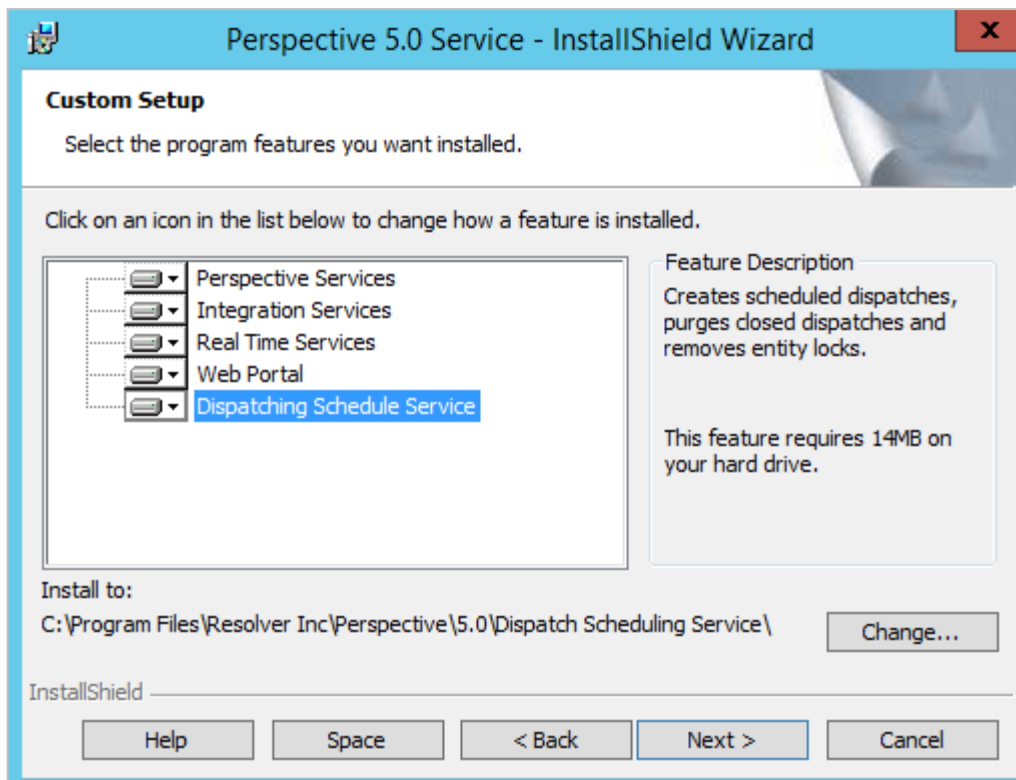 Perspective 5.0 Service - InstallShield Wizard
x
Custom Setup
Select the program features you want installed.
Click on an icon in the list below to change how a feature is installed.
Perspective Services
Integration Services
Real Time Services
Web Portal
Dispatching Schedule Service
Feature Description
Creates scheduled dispatches,
purges closed dispatches and
removes entity locks.
This feature requires 14MB on
your hard drive.
Install to:
C:\Program Files\Resolver Inc\Perspective\5.0\Dispatch Scheduling Service\
Change...
InstallShield
Help
Space
< Back
Next >
Cancel